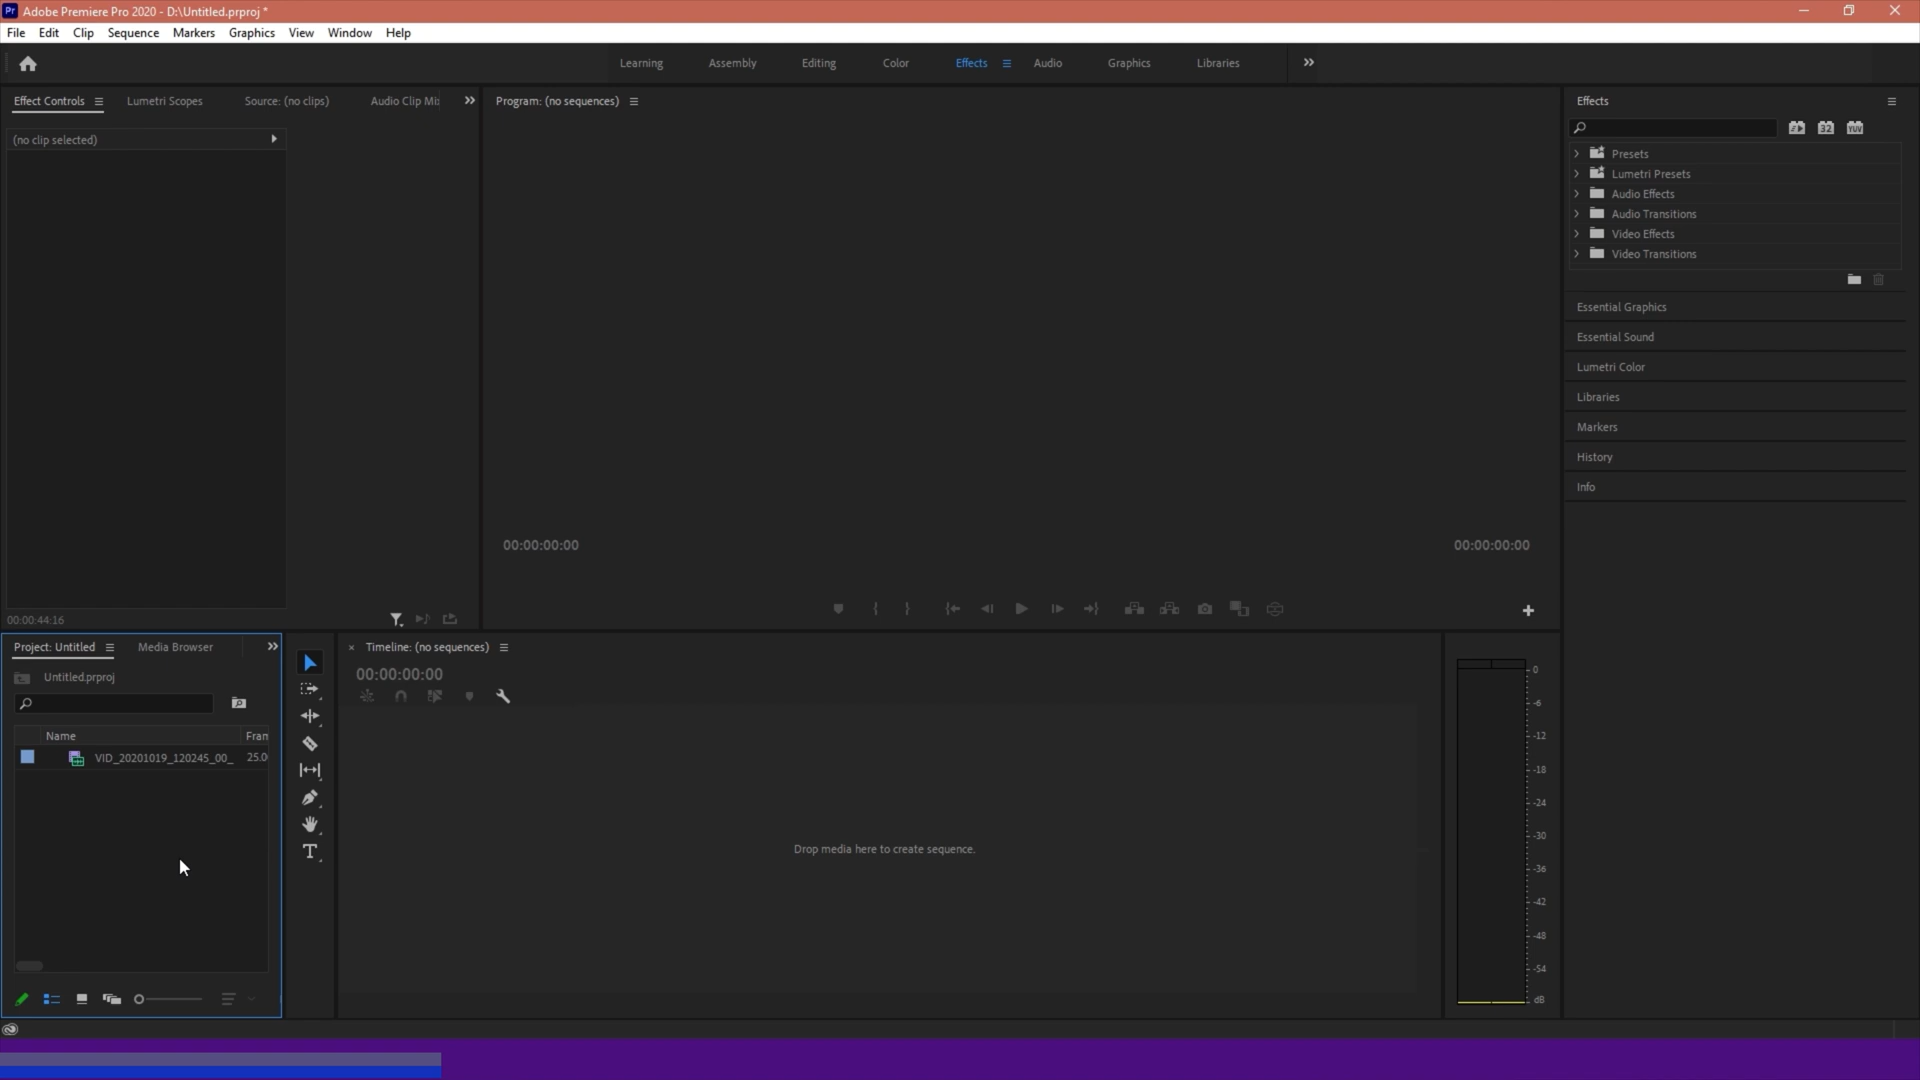 Pr Adobe Premiere Pro 2020 - D:\Untitled.prproj *
File Edit Clip Sequence Markers Graphics View Window Help
Learning Assembly Editing Color Effects Audio Graphics Libraries
Effect Controls Lumetri Scopes Source: (no clips) Audio Clip Mi
Program: (no sequences)
Effects
(no clip selected)
32 YUV
Presets
Lumetri Presets
Audio Effects
Audio Transitions
Video Effects
Video Transitions
Essential Graphics
Essential Sound
Lumetri Color
Libraries
Markers
History
Info
00:00:00:00 00:00:00:00
00:00:44:16
Project: Untitled Media Browser
Timeline: (no sequences)
00:00:00:00
Untitled.prproj
Name Fran
VID_20201019_120245_00_ 25.0
Drop media here to create sequence.
0
-6
-12
-18
-24
-30
-36
-42
-48
-54
dB